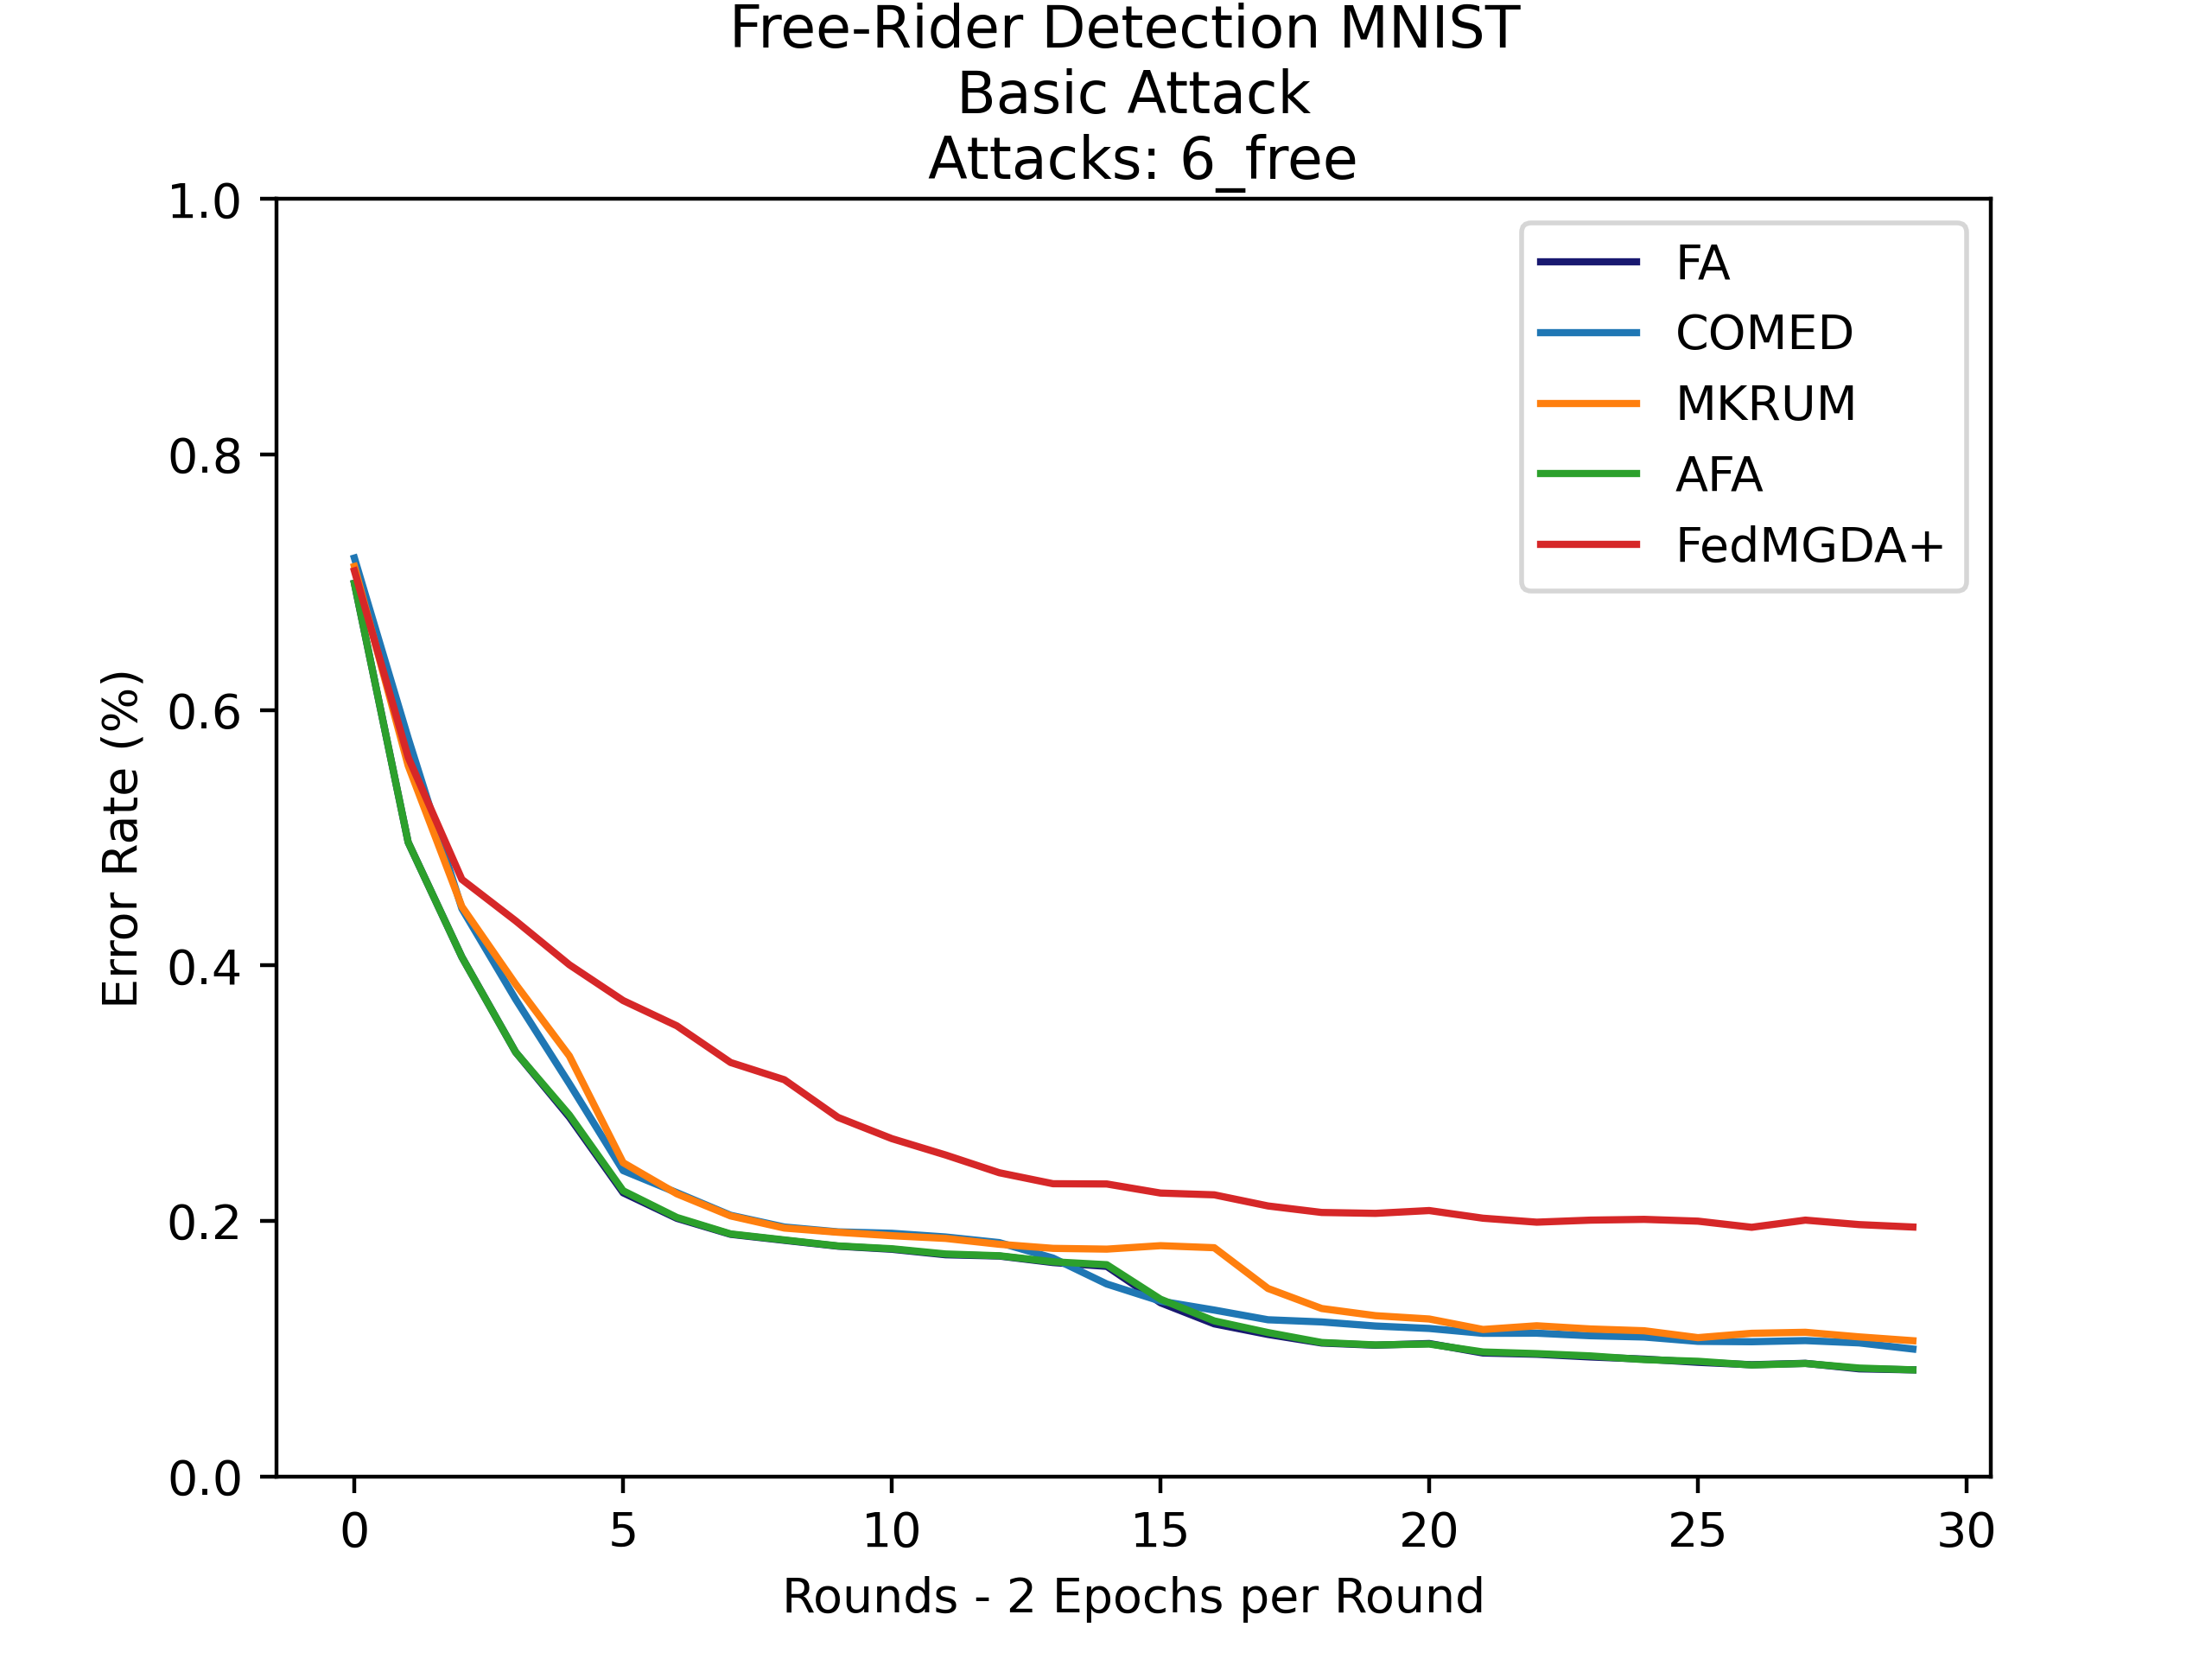 Free-Rider Detection MNIST
Basic Attack
Attacks: 6_free
1.0
0.8
0.6
0.4
0.2
0.0
Error Rate (%)
FA
COMED
MKRUM
AFA
FedMGDA+
0 5 10 15 20 25 30
Rounds - 2 Epochs per Round